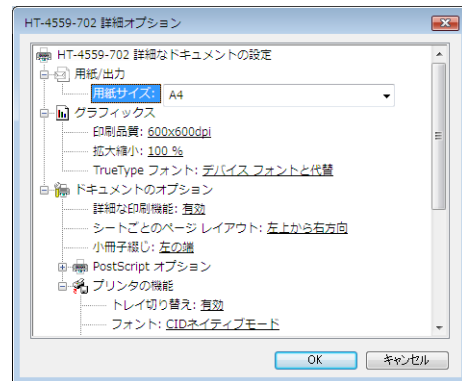 HT-4559-702 詳細オプション
HT-4559-702 詳細なドキュメントの設定
用紙/出力
用紙サイズ: A4
グラフィックス
印刷品質: 600x600dpi
拡大縮小: 100 %
TrueType フォント: デバイス フォントと代替
ドキュメントのオプション
詳細な印刷機能: 有効
シートごとのページ レイアウト: 左上から右方向
小冊子綴じ: 左の端
PostScript オプション
プリンタの機能
トレイ切り替え: 有効
フォント: CIDネイティブモード
OK キャンセル